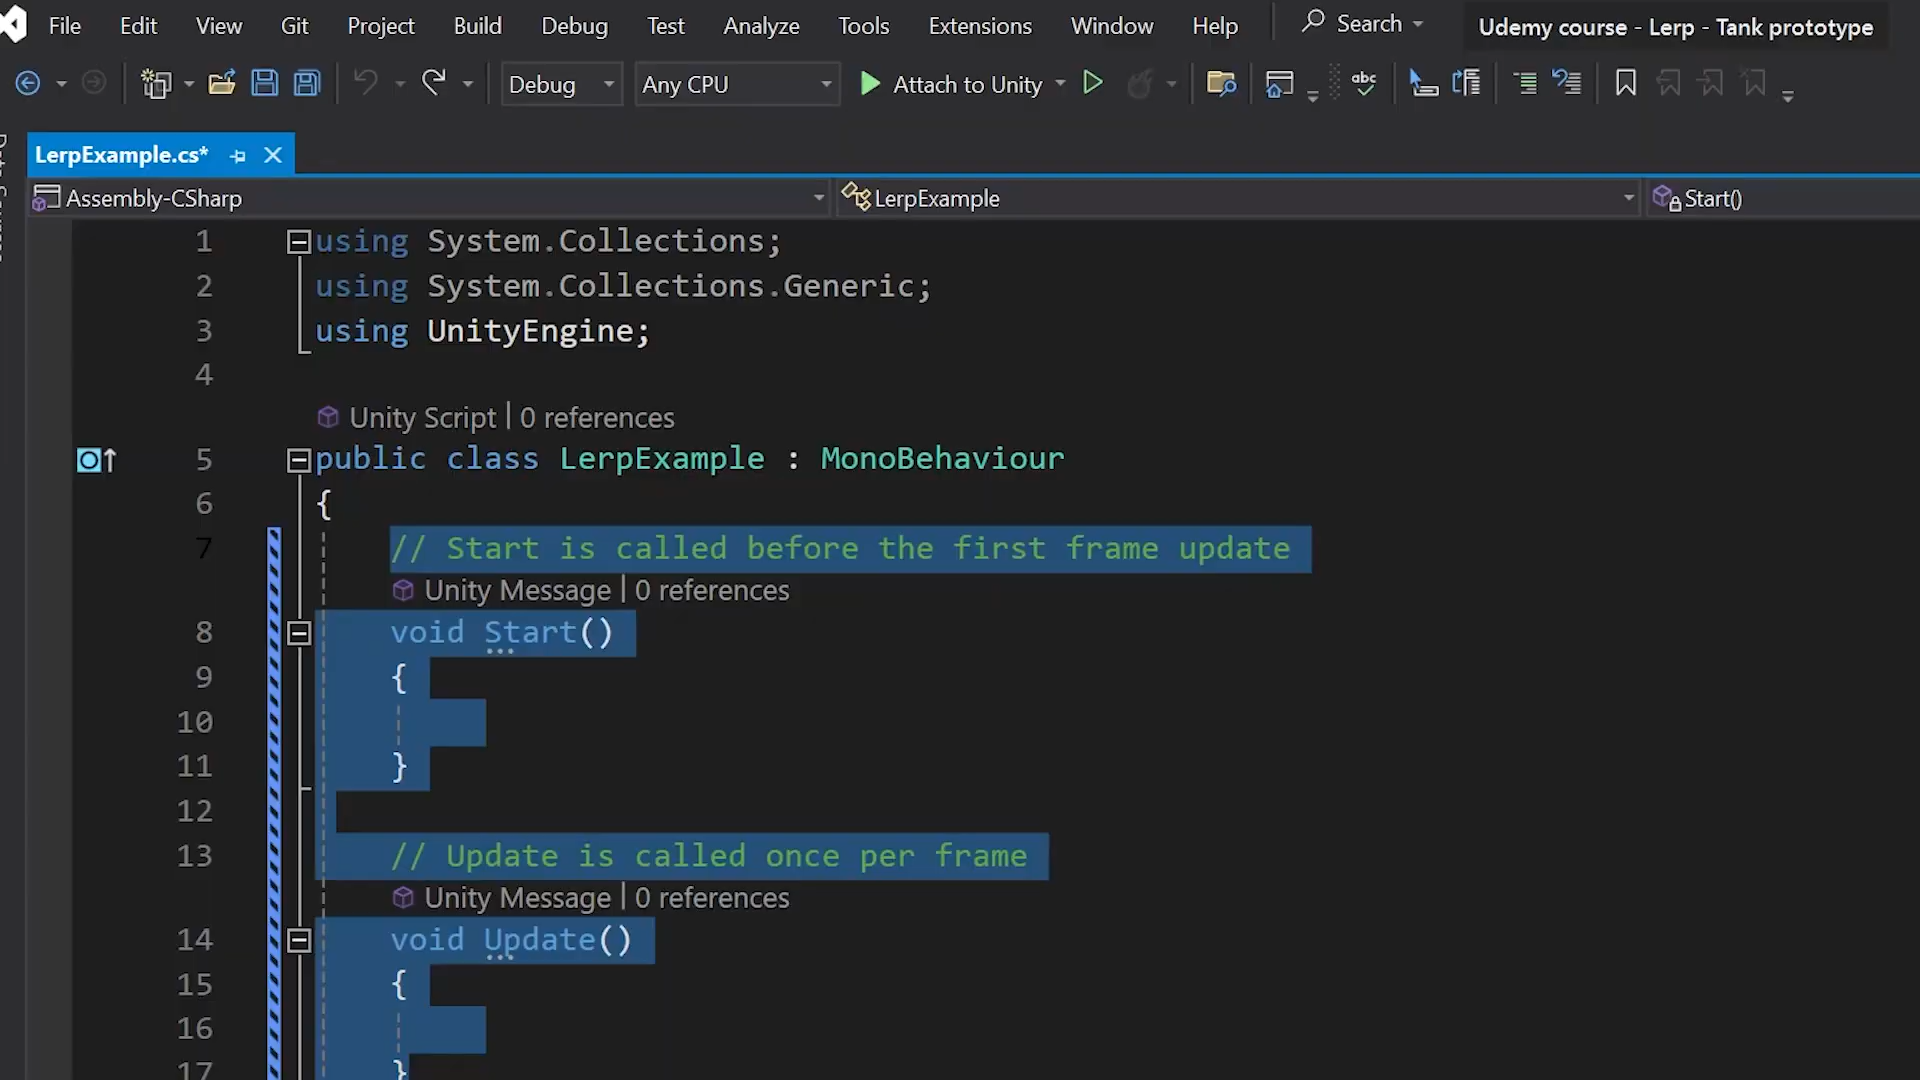 File Edit View Git Project Build Debug Test Analyze Tools Extensions Window Help Search Udemy course - Lerp - Tank prototype
Debug Any CPU Attach to Unity abc
LerpExample.cs*
Assembly-CSharp LerpExample Start()
1 using System.Collections;
2 using System.Collections.Generic;
3 using UnityEngine;
4
Unity Script | 0 references
5 public class LerpExample : MonoBehaviour
6 {
7 // Start is called before the first frame update
Unity Message | 0 references
8 void Start()
9 {
10
11 }
12
13 // Update is called once per frame
Unity Message | 0 references
14 void Update()
15 {
16
17 }